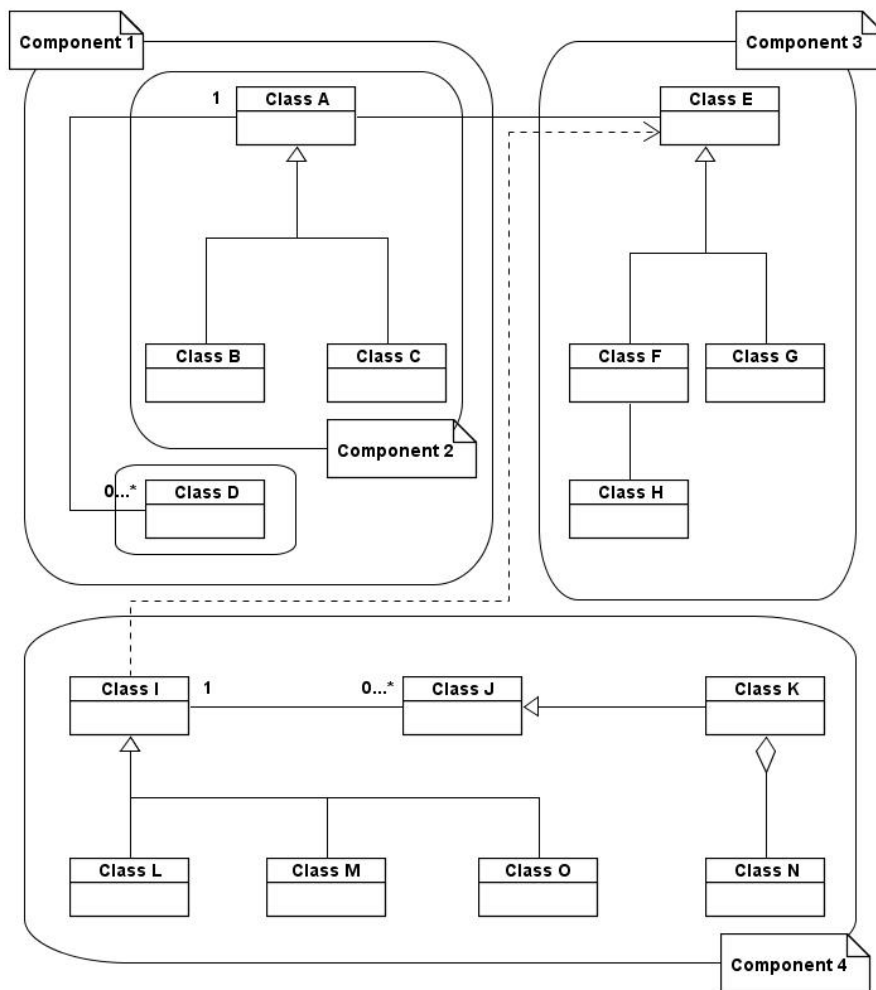 Component 1
Component 3
1
Class A
Class E
Class B
Class C
Class F
Class G
Component 2
0...*
Class D
Class H
Class I
1
0...*
Class J
Class K
Class L
Class M
Class O
Class N
Component 4